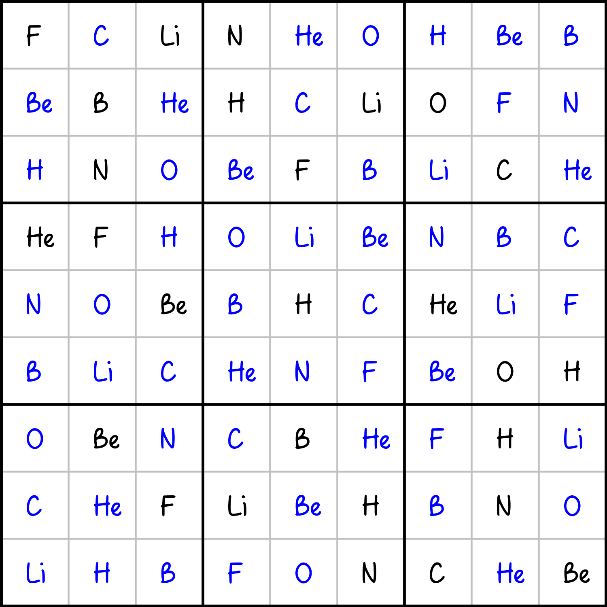 F C Li N He O H Be B
Be B He H C Li O F N
H N O Be F B Li C He
He F H O Li Be N B C
N O Be B H C He Li F
B Li C He N F Be O H
O Be N C B He F H Li
C He F Li Be H B N O
Li H B F O N C He Be